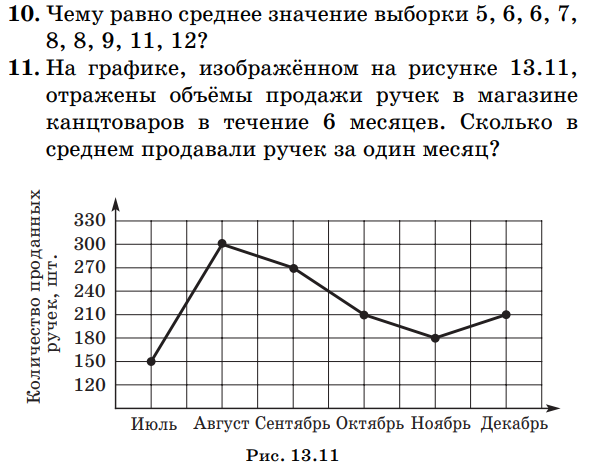 10. Чему равно среднее значение выборки 5, 6, 6, 7,
8, 8, 9, 11, 12?
11. На графике, изображённом на рисунке 13.11,
отражены объёмы продажи ручек в магазине
канцтоваров в течение 6 месяцев. Сколько в
среднем продавали ручек за один месяц?
Количество проданных
ручек, шт.
330
300
270
240
210
180
150
120
Июль Август Сентябрь Октябрь Ноябрь Декабрь
Рис. 13.11